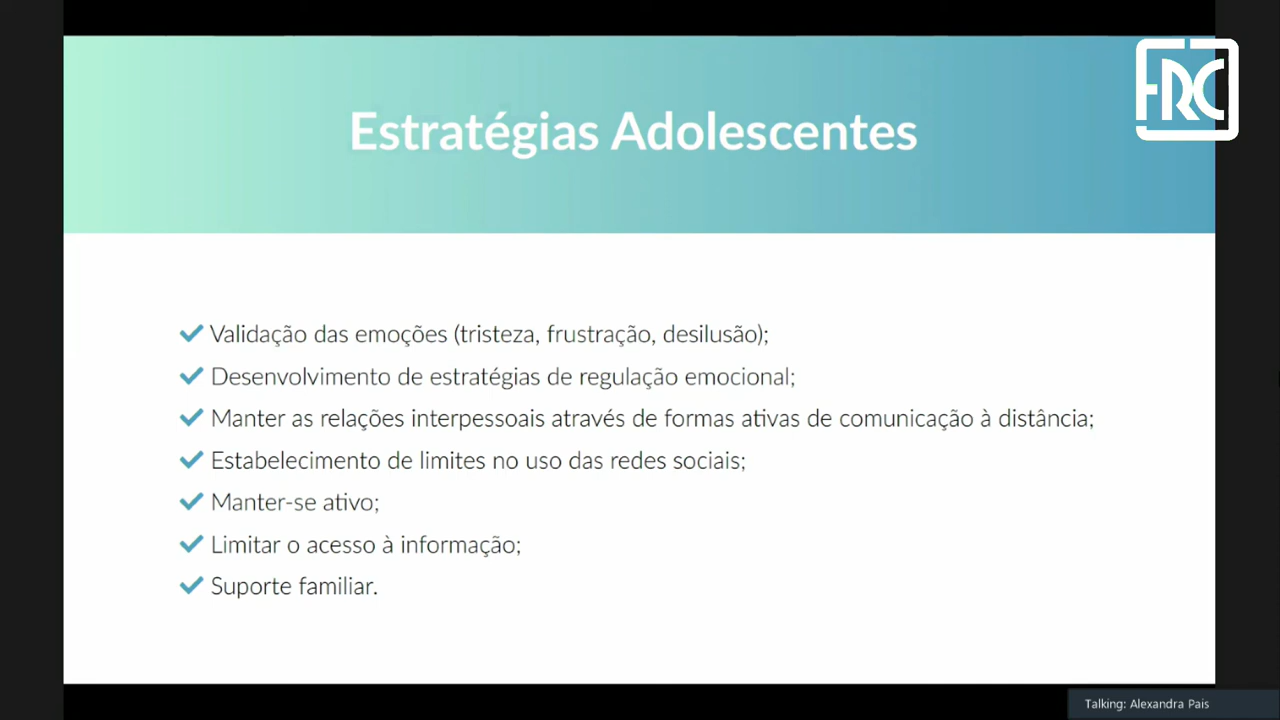 FRC
Estratégias Adolescentes
Validação das emoções (tristeza, frustração, desilusão);
Desenvolvimento de estratégias de regulação emocional;
Manter as relações interpessoais através de formas ativas de comunicação à distância;
Estabelecimento de limites no uso das redes sociais;
Manter-se ativo;
Limitar o acesso à informação;
Suporte familiar.
Talking: Alexandra Pais